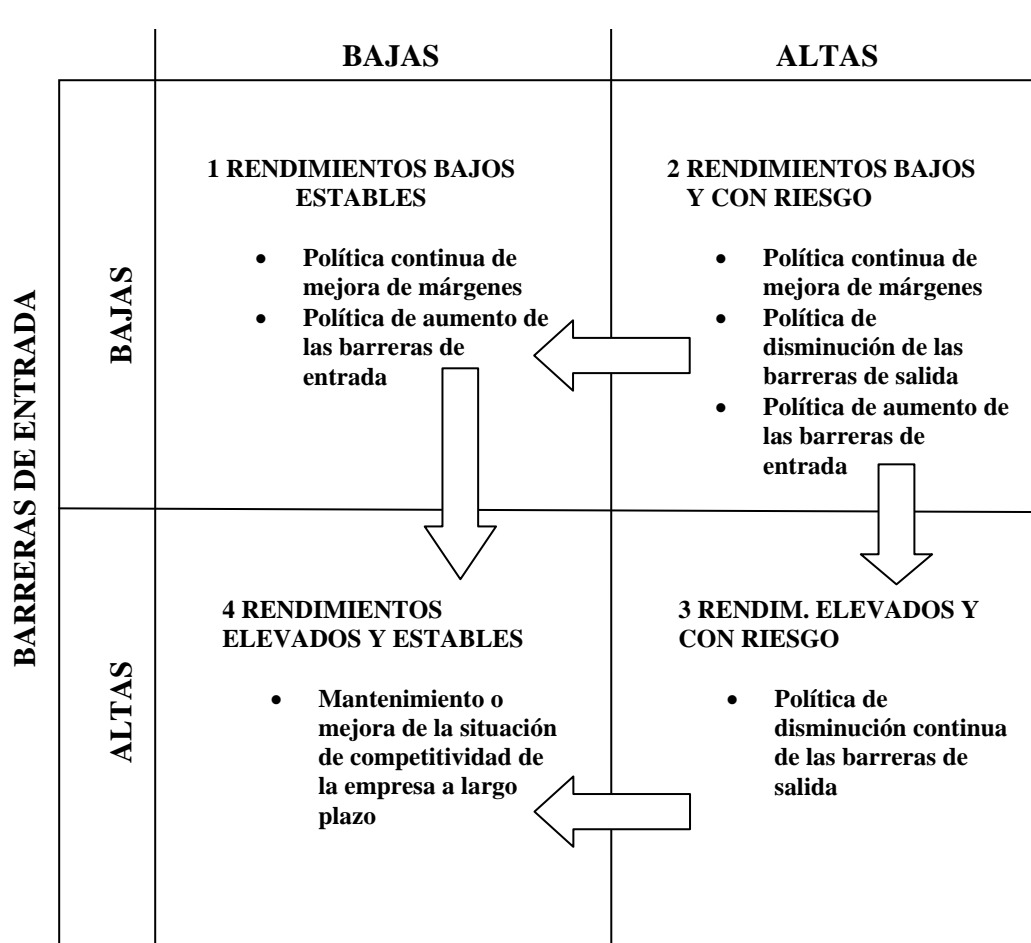 BAJAS
ALTAS
BARRERAS DE ENTRADA
BAJAS
1 RENDIMIENTOS BAJOS
ESTABLES
• Política continua de
mejora de márgenes
• Política de aumento de
las barreras de
entrada
2 RENDIMIENTOS BAJOS
Y CON RIESGO
• Política continua de
mejora de márgenes
• Política de
disminución de las
barreras de salida
• Política de aumento de
las barreras de
entrada
ALTAS
4 RENDIMIENTOS
ELEVADOS Y ESTABLES
• Mantenimiento o
mejora de la situación
de competitividad de
la empresa a largo
plazo
3 RENDIM. ELEVADOS Y
CON RIESGO
• Política de
disminución continua
de las barreras de
salida